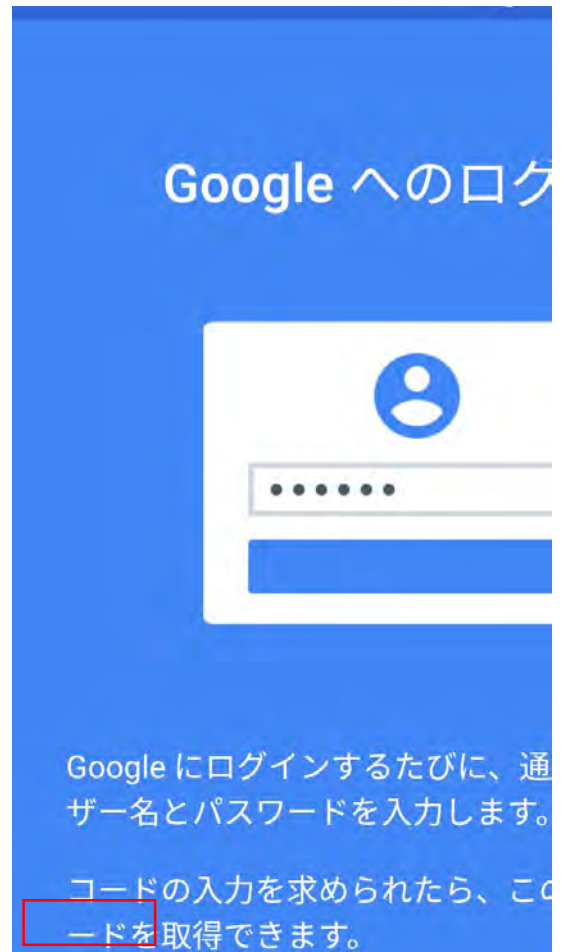 Google へのログ
••••••
Google にログインするたびに、通
ザー名とパスワードを入力します。
コードの入力を求められたら、この
ードを取得できます。